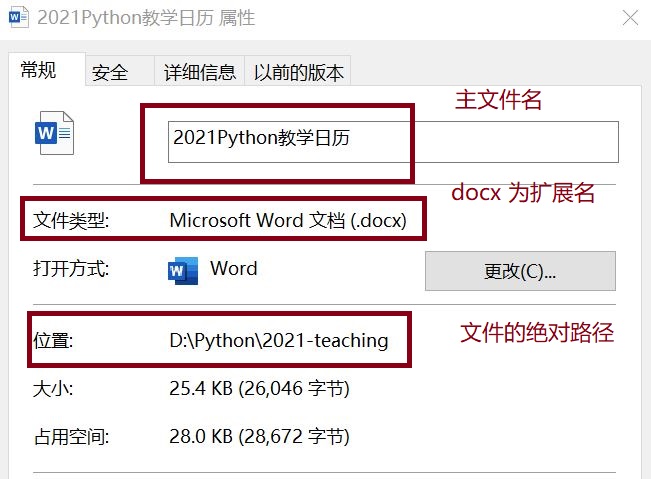 2021Python教学日历 属性
常规 安全 详细信息 以前的版本
主文件名
W 2021Python教学日历
docx 为扩展名
文件类型: Microsoft Word 文档 (.docx)
打开方式: W Word 更改(C)...
位置: D:\Python\2021-teaching 文件的绝对路径
大小: 25.4 KB (26,046 字节)
占用空间: 28.0 KB (28,672 字节)